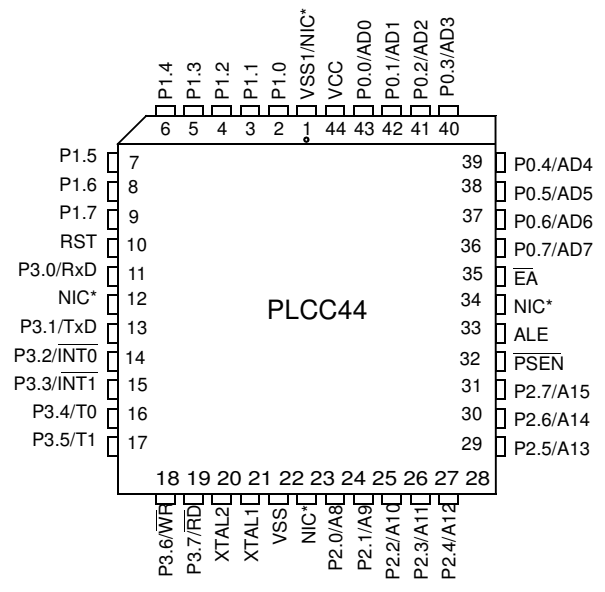 P1.4
P1.3
P1.2
P1.1
P1.0
VSS1/NIC*
VCC
P0.0/AD0
P0.1/AD1
P0.2/AD2
P0.3/AD3
6 5 4 3 2 1 44 43 42 41 40
P1.5 7
P1.6 8
P1.7 9
RST 10
P3.0/RxD 11
NIC* 12
P3.1/TxD 13
P3.2/INT0 14
P3.3/INT1 15
P3.4/T0 16
P3.5/T1 17
PLCC44
39 P0.4/AD4
38 P0.5/AD5
37 P0.6/AD6
36 P0.7/AD7
35 EA
34 NIC*
33 ALE
32 PSEN
31 P2.7/A15
30 P2.6/A14
29 P2.5/A13
18 19 20 21 22 23 24 25 26 27 28
P3.6/WR
P3.7/RD
XTAL2
XTAL1
VSS
NIC*
P2.0/A8
P2.1/A9
P2.2/A10
P2.3/A11
P2.4/A12